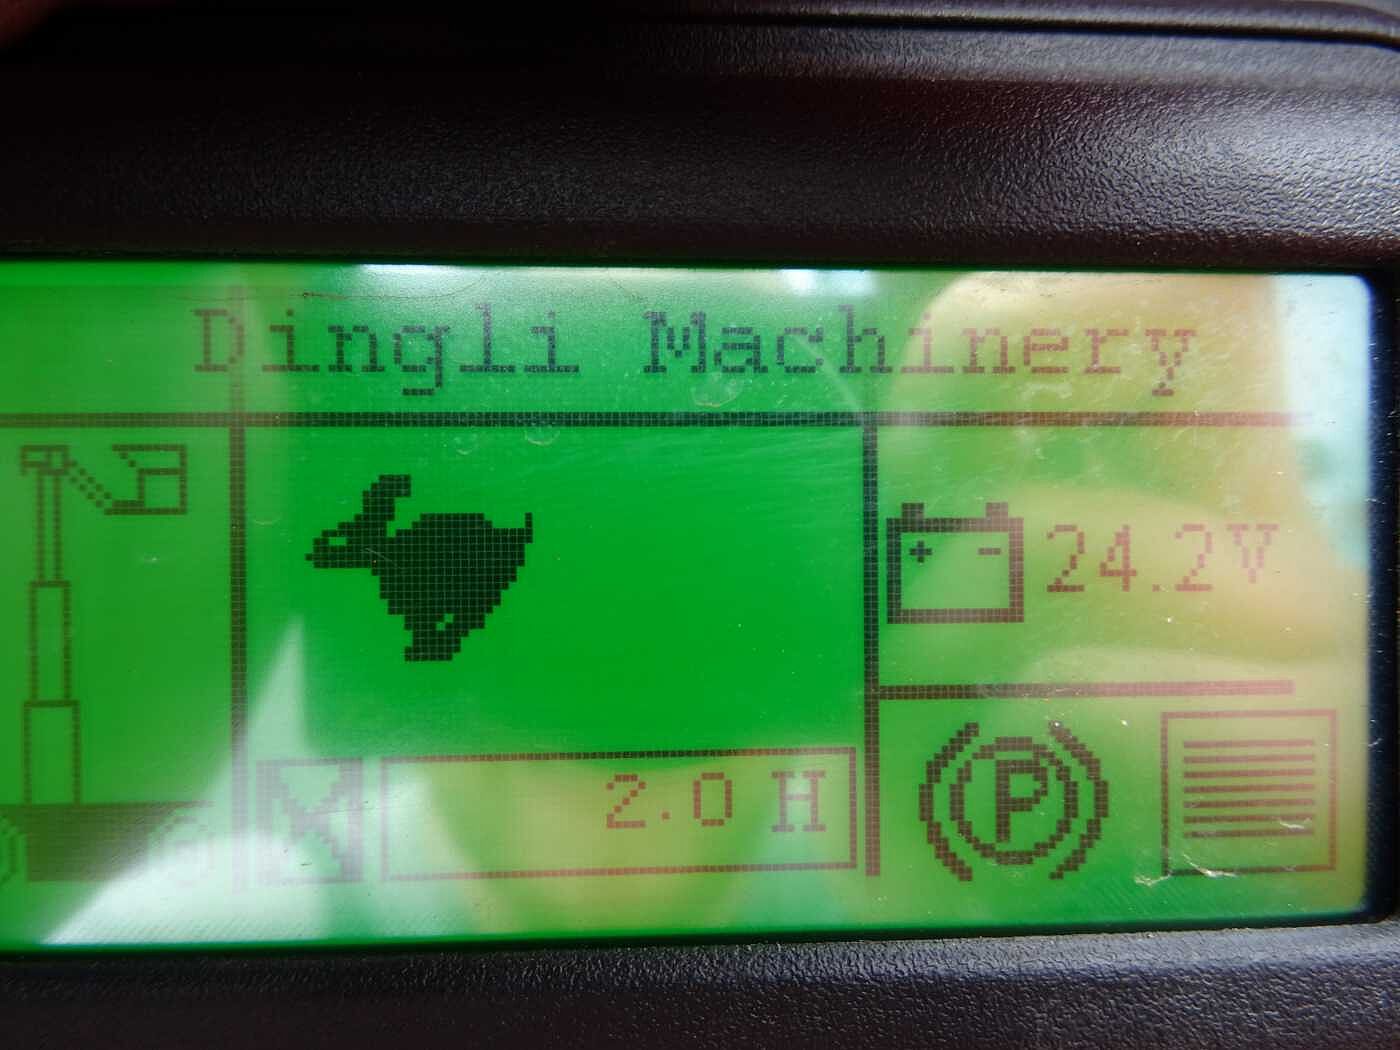 Dingli Machinery
24.2V
2.0 H
P